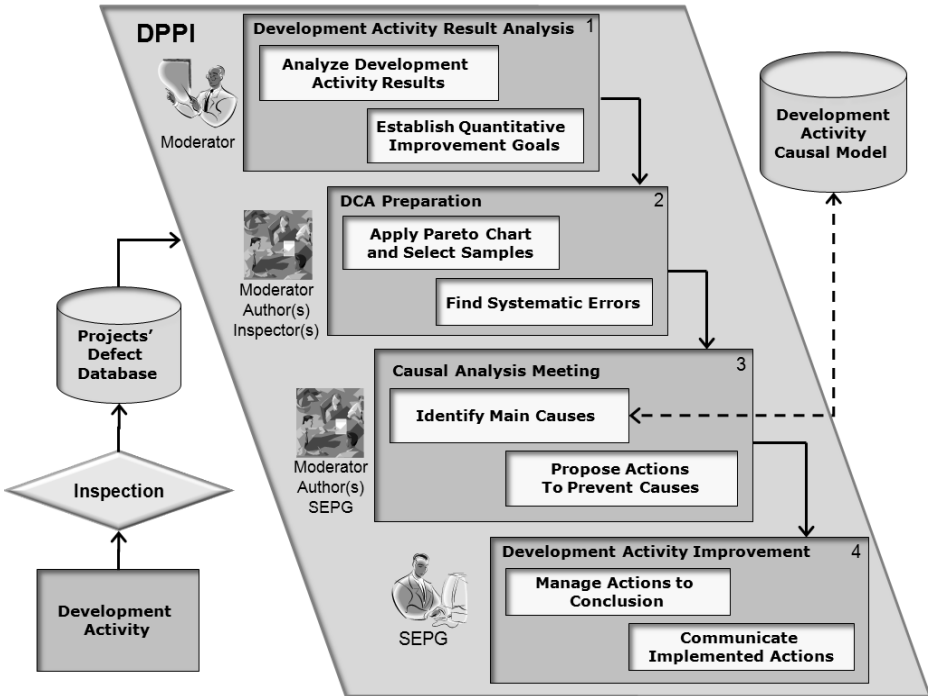 DPPI
Development Activity Result Analysis 1
Analyze Development
Activity Results
Establish Quantitative
Improvement Goals
Moderator
Development
Activity
Causal Model
DCA Preparation 2
Apply Pareto Chart
and Select Samples
Find Systematic Errors
Moderator
Author(s)
Inspector(s)
Projects’
Defect
Database
Causal Analysis Meeting 3
Identify Main Causes
Propose Actions
To Prevent Causes
Moderator
Author(s)
SEPG
Inspection
Development Activity Improvement 4
Manage Actions to
Conclusion
Communicate
Implemented Actions
SEPG
Development
Activity